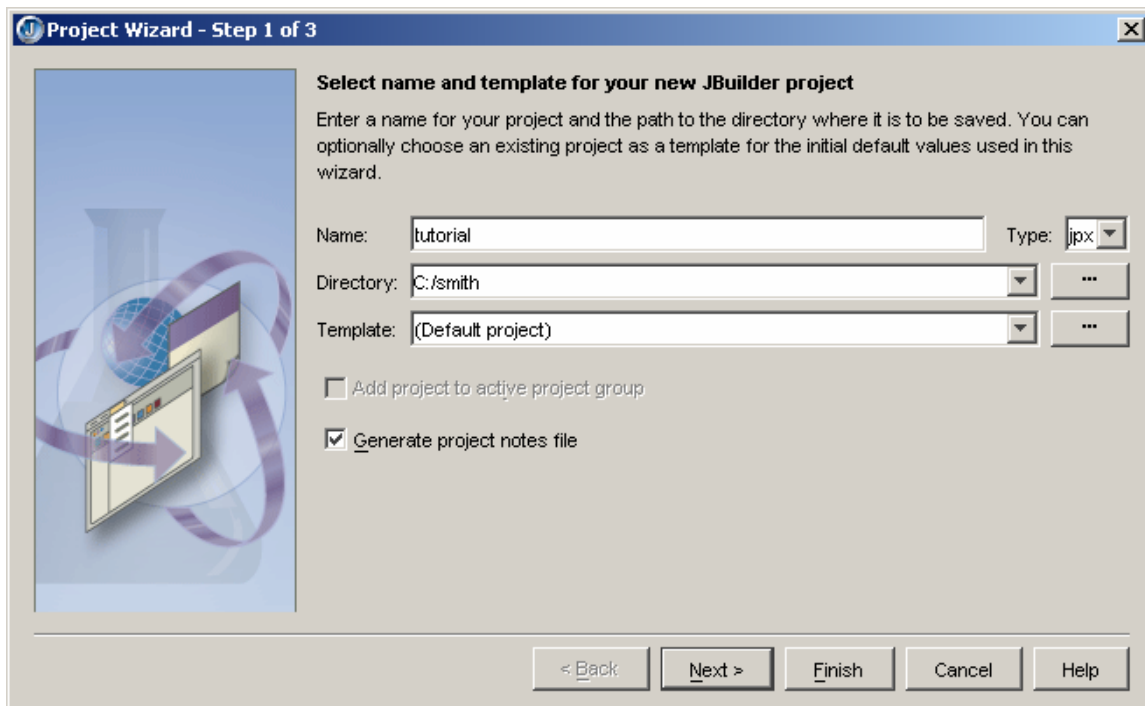 Project Wizard - Step 1 of 3
Select name and template for your new JBuilder project
Enter a name for your project and the path to the directory where it is to be saved. You can
optionally choose an existing project as a template for the initial default values used in this
wizard.
Name: tutorial Type: jpx
Directory: C:/smith ...
Template: (Default project) ...
Add project to active project group
Generate project notes file
< Back Next > Finish Cancel Help